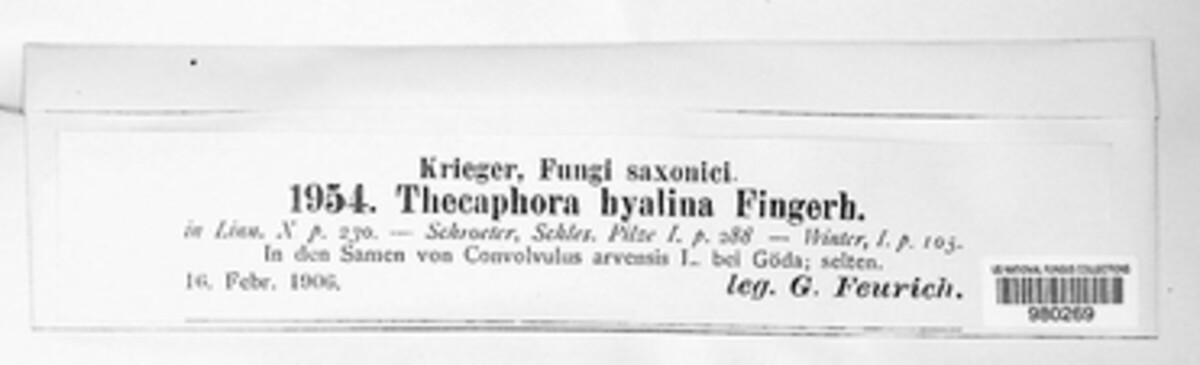 Krieger, Fungi saxonici.
1954. Thecaphora hyalina Fingerh.
in Linn. X p. 230. — Schroeter, Schles. Pilze I. p. 288 — Winter, I. p. 103.
In den Samen von Convolvulus arvensis L. bei Göda; selten.
16. Febr. 1906.
leg. G. Feurich.
US NATIONAL FUNGUS COLLECTIONS
980269